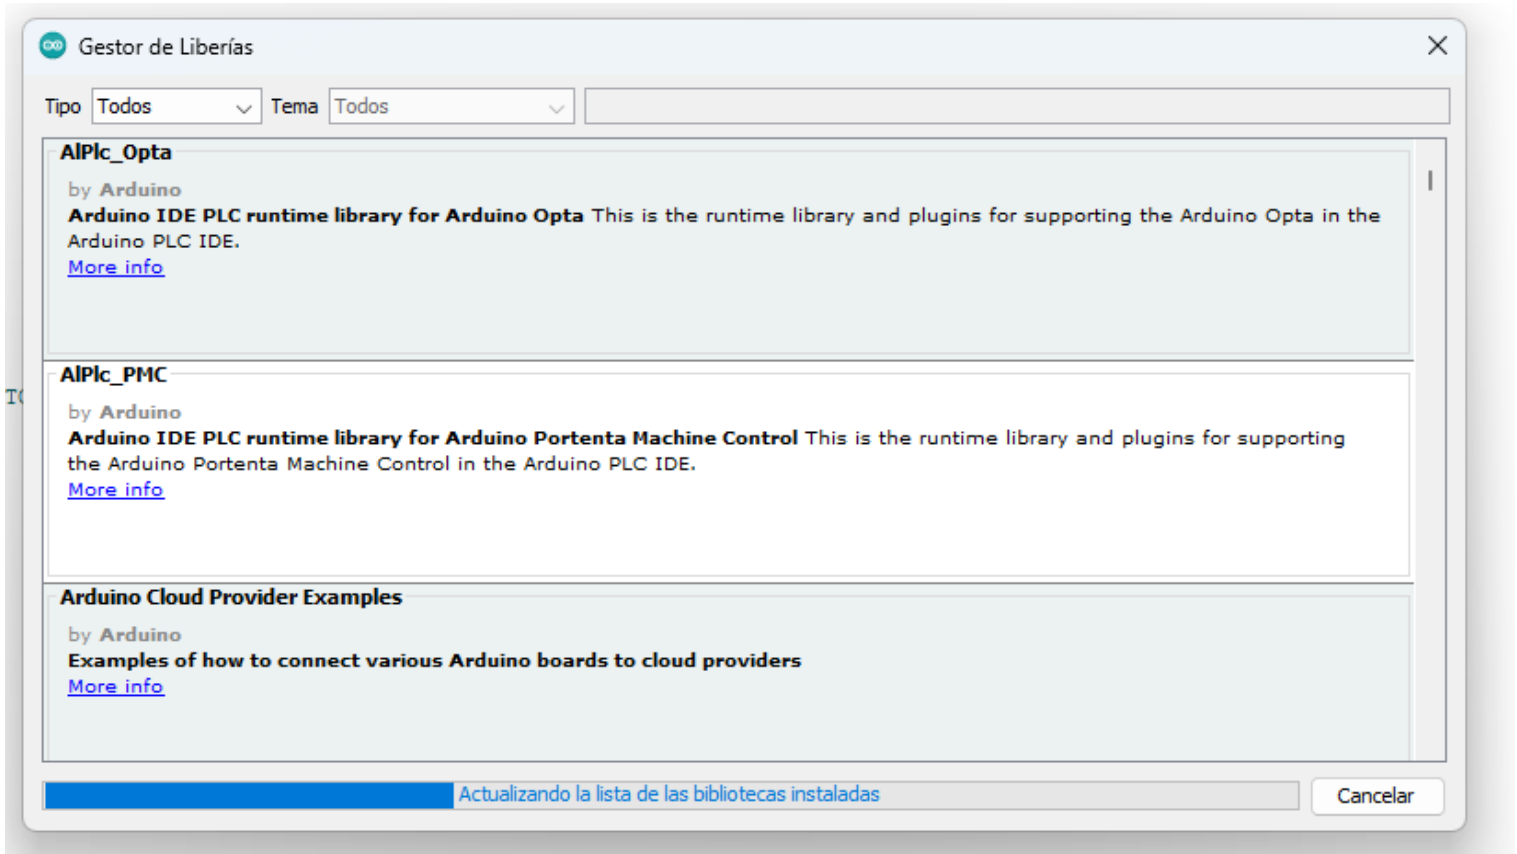 Gestor de Liberías
Tipo Todos Tema Todos
AlPlc_Opta
by Arduino
Arduino IDE PLC runtime library for Arduino Opta This is the runtime library and plugins for supporting the Arduino Opta in the
Arduino PLC IDE.
More info
AlPlc_PMC
by Arduino
Arduino IDE PLC runtime library for Arduino Portenta Machine Control This is the runtime library and plugins for supporting
the Arduino Portenta Machine Control in the Arduino PLC IDE.
More info
Arduino Cloud Provider Examples
by Arduino
Examples of how to connect various Arduino boards to cloud providers
More info
Actualizando la lista de las bibliotecas instaladas
Cancelar